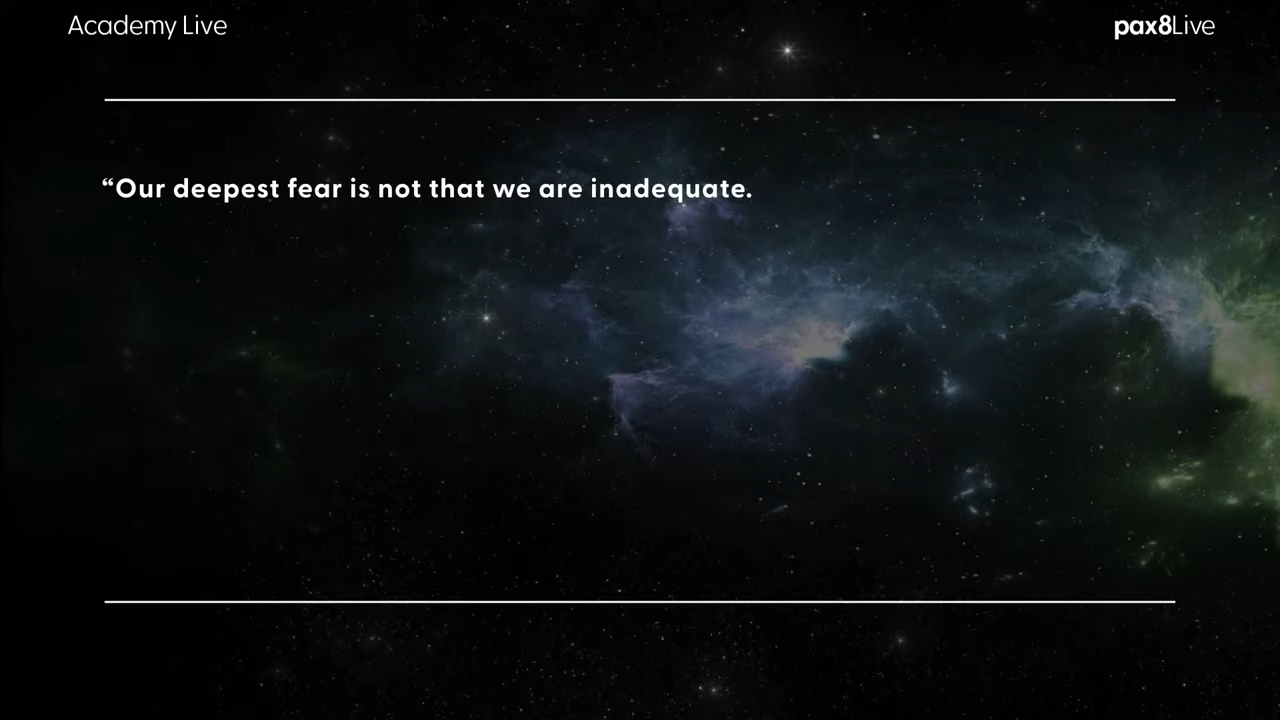 Academy Live
pax8Live
“Our deepest fear is not that we are inadequate.